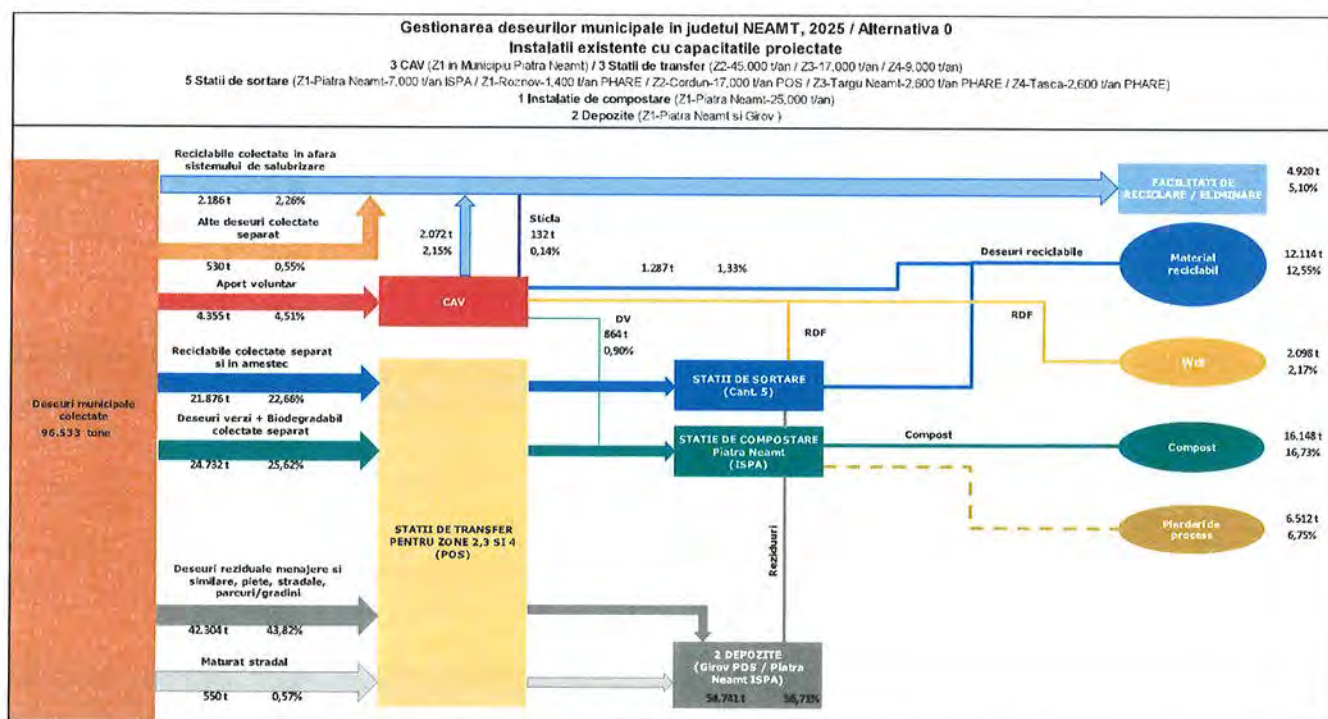 Gestionarea deseurilor municipale in judetul NEAMT, 2025 / Alternativa 0
Instalatii existente cu capacitatile proiectate
3 CAV (Z1 in Municipiu Piatra Neamt) / 3 Statii de transfer (Z2-45.000 t/an / Z3-17,000 t/an / Z4-9,000 t/an)
5 Statii de sortare (Z1-Piatra Neamt-7,000 t/an ISPA / Z1-Roznov-1,400 t/an PHARE / Z2-Cordun-17,000 t/an POS / Z3-Targu Neamt-2,600 t/an PHARE / Z4-Tasca-2,600 t/an PHARE)
1 Instalatie de compostare (Z1-Piatra Neamt-25,000 t/an)
2 Depozite (Z1-Piatra Neamt si Girov )
Reciclabile colectate in afara
sistemului de salubrizare
2.186 t 2,26%
Alte deseuri colectate
separat
530 t 0,55%
Aport voluntar
4.355 t 4,51%
Reciclabile colectate separat
si in amestec
21.876 t 22,66%
Deseuri municipale
colectate
96.533 tone
Deseuri verzi + Biodegradabil
colectate separat
24.732 t 25,62%
Deseuri reziduale menajere si
similare, piete, stradale,
parcuri/gradini
42.304 t 43,82%
Maturat stradal
550 t 0,57%
2.072 t
2,15%
Sticla
132 t
0,14%
CAV
1.287 t 1,33%
DV
864 t
0,90%
RDF
STATII DE TRANSFER
PENTRU ZONE 2,3 SI 4
(POS)
STATII DE SORTARE
(Cant. 5)
STATIE DE COMPOSTARE
Piatra Neamt
(ISPA)
Reziduuri
2 DEPOZITE
(Girov POS / Piatra
Neamt ISPA)
54.741 t 56,71%
Deseuri reciclabile
RDF
Compost
FACILITATI DE
RECICLARE / ELIMINARE
4.920 t
5,10%
Material
reciclabil
12.114 t
12,55%
2.098 t
2,17%
Compost
16.148 t
16,73%
Pierderi de
process
6.512 t
6,75%